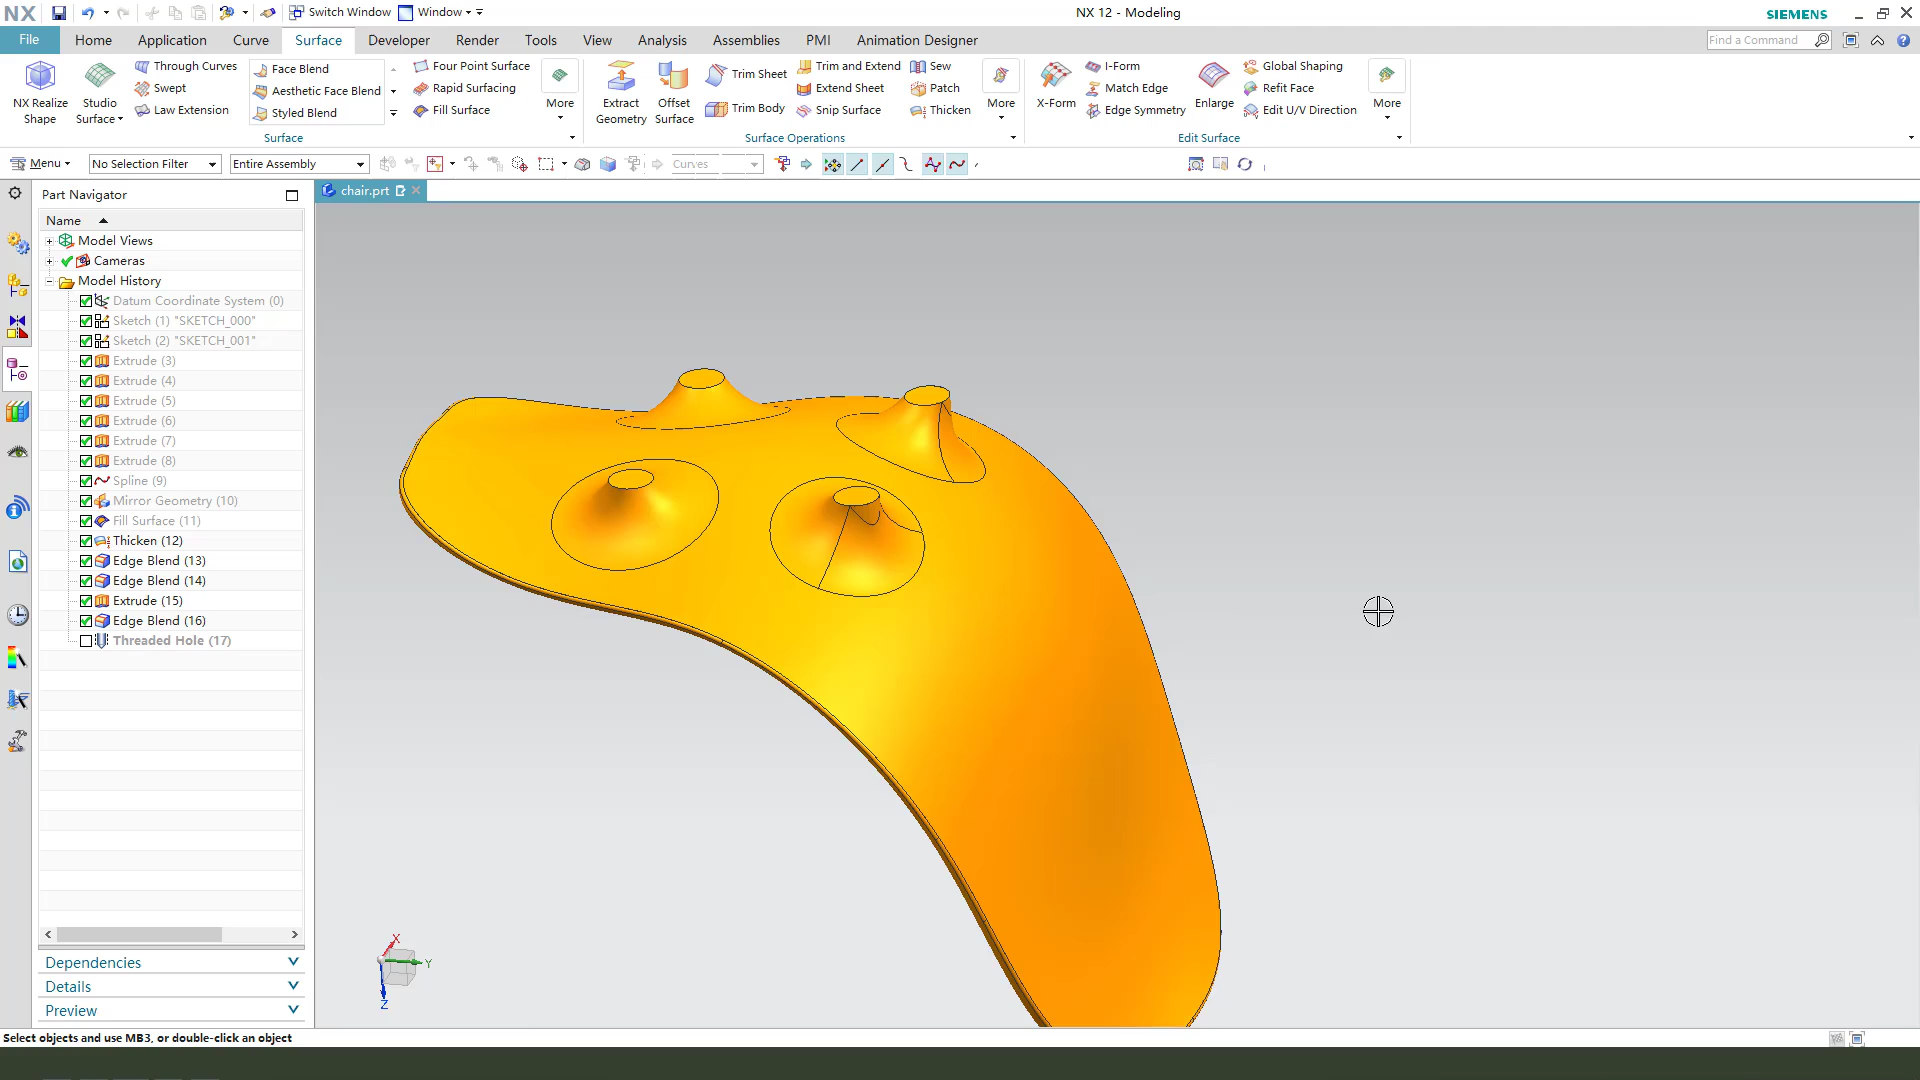 NX
Switch Window
Window
NX 12 - Modeling
SIEMENS
File
Home
Application
Curve
Surface
Developer
Render
Tools
View
Analysis
Assemblies
PMI
Animation Designer
Find a Command
NX Realize
Shape
Studio
Surface
Through Curves
Swept
Law Extension
Face Blend
Aesthetic Face Blend
Styled Blend
Four Point Surface
Rapid Surfacing
Fill Surface
More
Surface
Extract
Geometry
Offset
Surface
Trim Sheet
Trim Body
Trim and Extend
Extend Sheet
Snip Surface
Sew
Patch
Thicken
More
Surface Operations
X-Form
I-Form
Match Edge
Edge Symmetry
Enlarge
Global Shaping
Refit Face
Edit U/V Direction
More
Edit Surface
Menu
No Selection Filter
Entire Assembly
Curves
Part Navigator
chair.prt
Name
Model Views
Cameras
Model History
Datum Coordinate System (0)
Sketch (1) "SKETCH_000"
Sketch (2) "SKETCH_001"
Extrude (3)
Extrude (4)
Extrude (5)
Extrude (6)
Extrude (7)
Extrude (8)
Spline (9)
Mirror Geometry (10)
Fill Surface (11)
Thicken (12)
Edge Blend (13)
Edge Blend (14)
Extrude (15)
Edge Blend (16)
Threaded Hole (17)
X
Y
Z
Dependencies
Details
Preview
Select objects and use MB3, or double-click an object